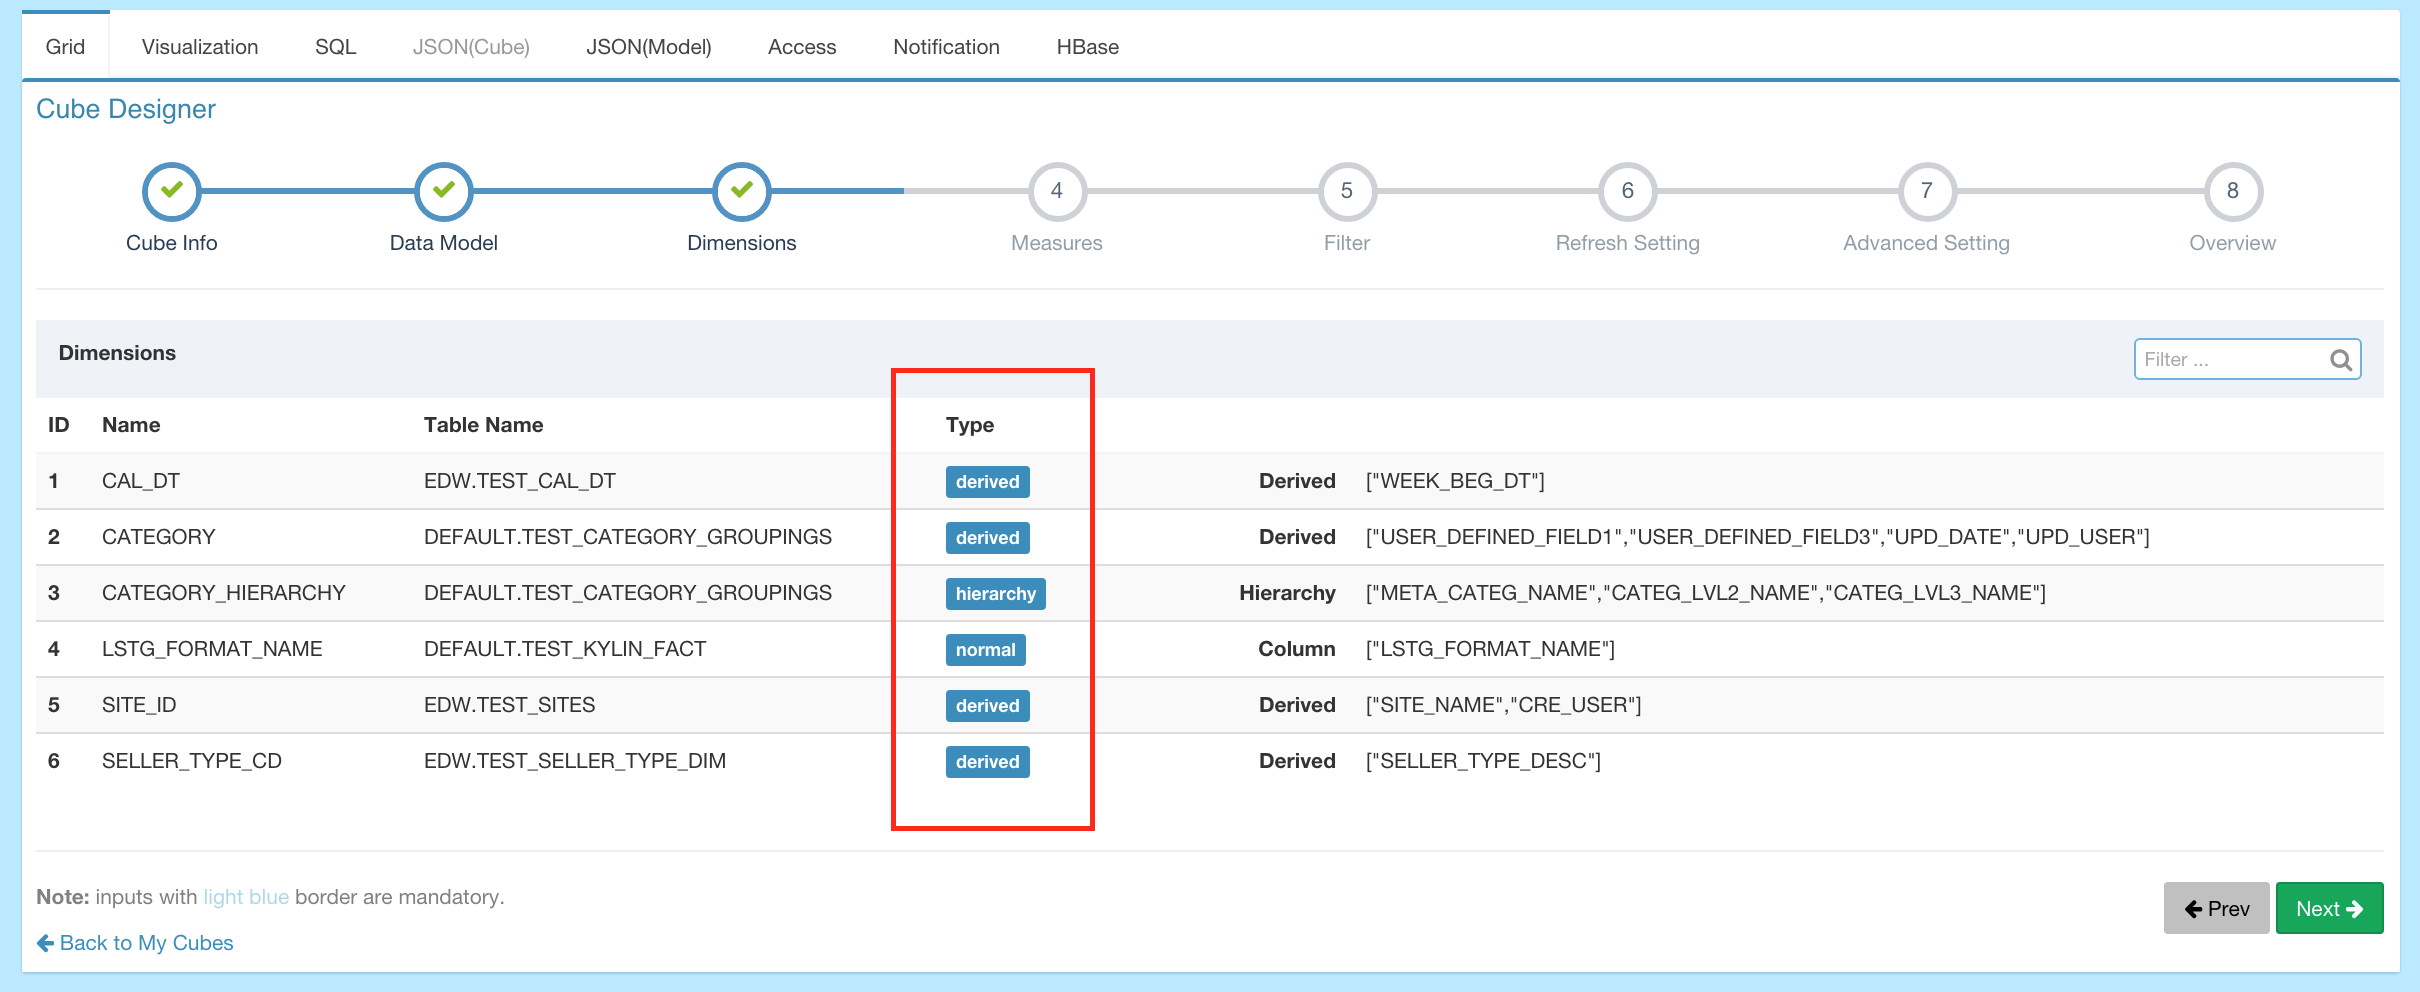 Grid Visualization SQL JSON(Cube) JSON(Model) Access Notification HBase
Cube Designer
4 5 6 7 8
Cube Info Data Model Dimensions Measures Filter Refresh Setting Advanced Setting Overview
Dimensions
Filter ...
ID Name Table Name Type
1 CAL_DT EDW.TEST_CAL_DT derived Derived ["WEEK_BEG_DT"]
2 CATEGORY DEFAULT.TEST_CATEGORY_GROUPINGS derived Derived ["USER_DEFINED_FIELD1","USER_DEFINED_FIELD3","UPD_DATE","UPD_USER"]
3 CATEGORY_HIERARCHY DEFAULT.TEST_CATEGORY_GROUPINGS hierarchy Hierarchy ["META_CATEG_NAME","CATEG_LVL2_NAME","CATEG_LVL3_NAME"]
4 LSTG_FORMAT_NAME DEFAULT.TEST_KYLIN_FACT normal Column ["LSTG_FORMAT_NAME"]
5 SITE_ID EDW.TEST_SITES derived Derived ["SITE_NAME","CRE_USER"]
6 SELLER_TYPE_CD EDW.TEST_SELLER_TYPE_DIM derived Derived ["SELLER_TYPE_DESC"]
Note: inputs with light blue border are mandatory.
Prev Next
Back to My Cubes